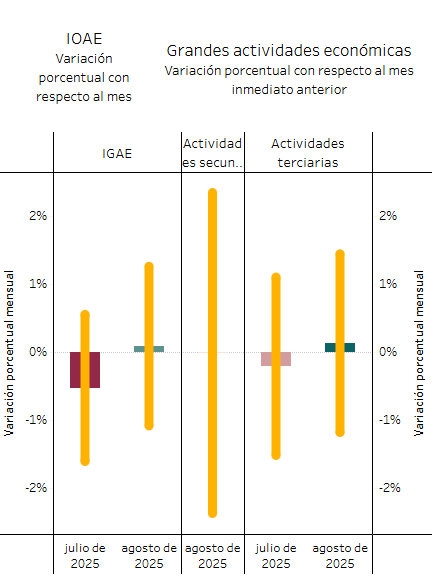 IOAE
Variación
porcentual con
respecto al mes
Grandes actividades económicas
Variación porcentual con respecto al mes
inmediato anterior
IGAE
Actividad
es secun..
Actividades
terciarias
Variación porcentual mensual
2%
1%
0%
-1%
-2%
2%
1%
0%
-1%
-2%
Variación porcentual mensual
julio de
2025
agosto de
2025
agosto de
2025
julio de
2025
agosto de
2025